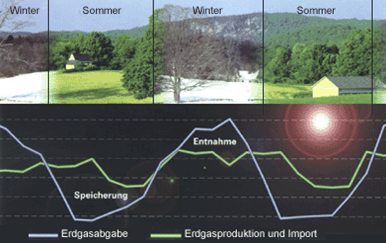 Winter Sommer Winter Sommer
Entnahme
Speicherung
Erdgasabgabe Erdgasproduktion und Import